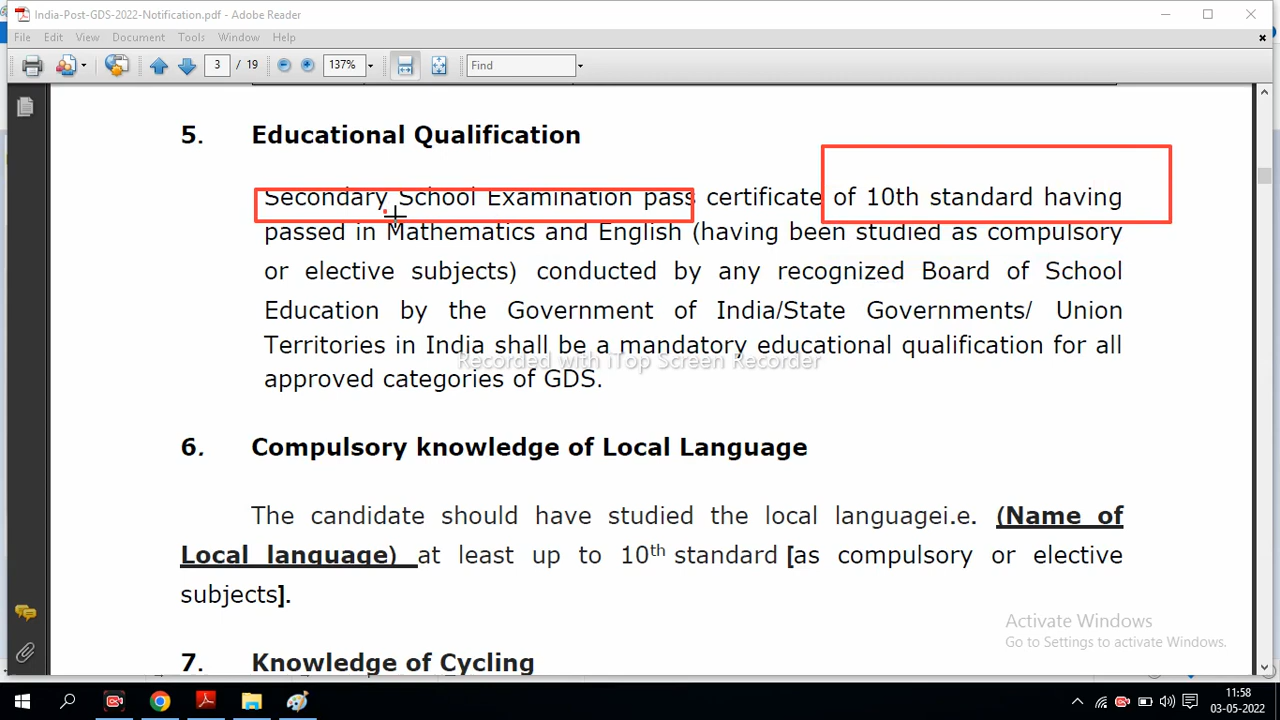 India-Post-GDS-2022-Notification.pdf - Adobe Reader
File Edit View Document Tools Window Help
3 / 19 137% Find
5. Educational Qualification
Secondary School Examination pass certificate of 10th standard having
passed in Mathematics and English (having been studied as compulsory
or elective subjects) conducted by any recognized Board of School
Education by the Government of India/State Governments/ Union
Territories in India shall be a mandatory educational qualification for all
Recorded with iTop Screen Recorder
approved categories of GDS.
6. Compulsory knowledge of Local Language
The candidate should have studied the local languagei.e. (Name of
Local language) at least up to 10th standard [as compulsory or elective
subjects].
Activate Windows
Go to Settings to activate Windows.
7. Knowledge of Cycling
11:58
03-05-2022